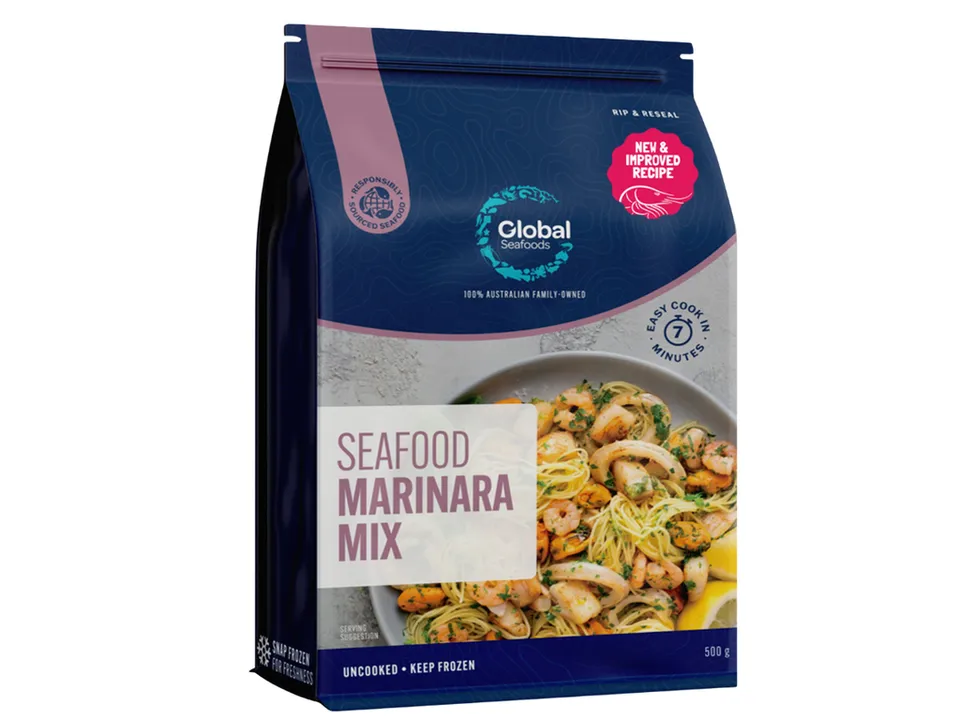 RIP & RESEAL
NEW &
IMPROVED
RECIPE
• RESPONSIBLY •
SOURCED SEAFOOD
Global
Seafoods
100% AUSTRALIAN FAMILY-OWNED
EASY COOK IN
7
• MINUTES •
SEAFOOD
MARINARA
MIX
SERVING
SUGGESTION
SNAP FROZEN
FOR FRESHNESS
UNCOOKED • KEEP FROZEN
500 g